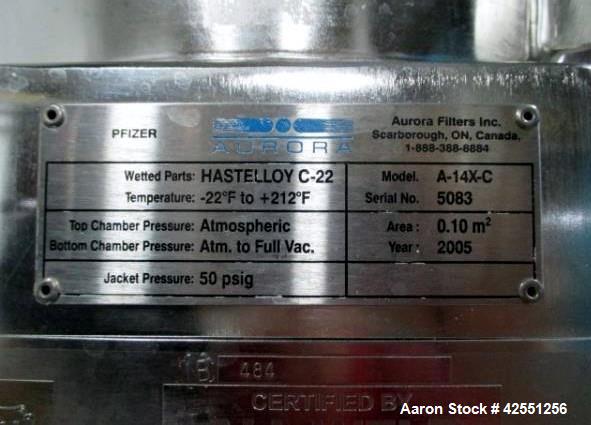 PFIZER
AURORA
Aurora Filters Inc.
Scarborough, ON, Canada,
1-888-388-8884
Wetted Parts: HASTELLOY C-22
Temperature: -22°F to +212°F
Model. A-14X-C
Serial No. 5083
Top Chamber Pressure: Atmospheric
Bottom Chamber Pressure: Atm. to Full Vac.
Area : 0.10 m²
Year : 2005
Jacket Pressure: 50 psig
484
CERTIFIED BY
Aaron Stock # 42551256